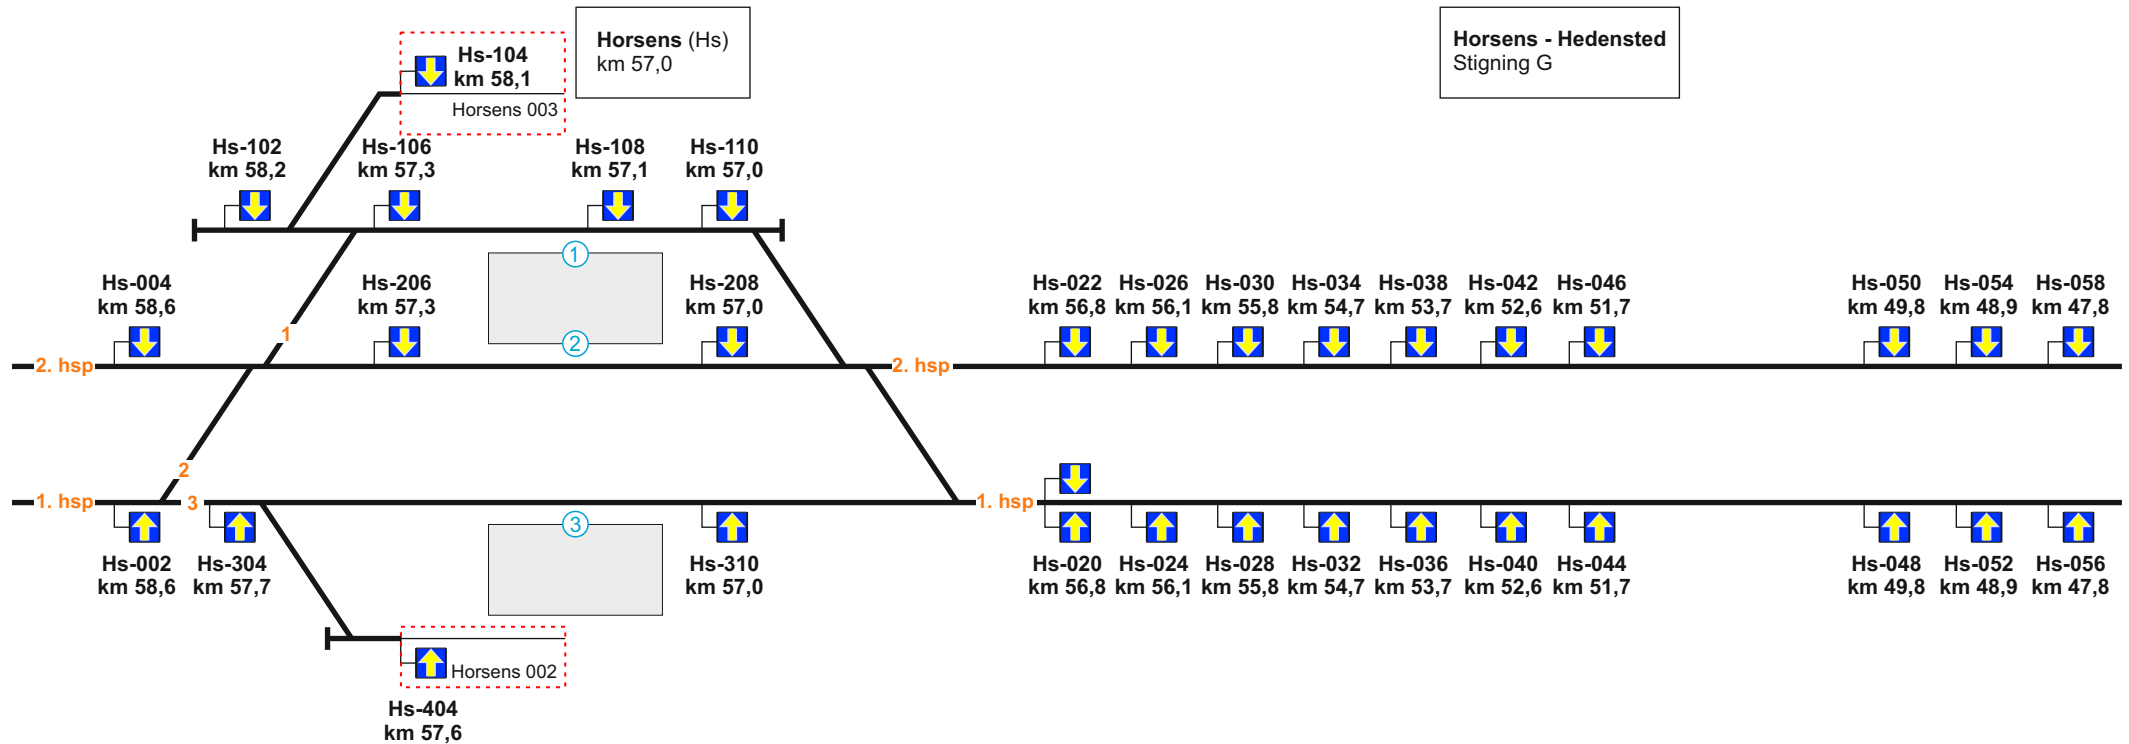 Horsens (Hs)
km 57,0
Horsens - Hedensted
Stigning G
Hs-104
km 58,1
Horsens 003
Hs-102
km 58,2
Hs-106
km 57,3
Hs-108
km 57,1
Hs-110
km 57,0
1
Hs-004
km 58,6
Hs-206
km 57,3
Hs-208
km 57,0
Hs-022
km 56,8
Hs-026
km 56,1
Hs-030
km 55,8
Hs-034
km 54,7
Hs-038
km 53,7
Hs-042
km 52,6
Hs-046
km 51,7
Hs-050
km 49,8
Hs-054
km 48,9
Hs-058
km 47,8
1
2
2. hsp
2. hsp
2
1. hsp
3
1. hsp
3
Hs-002
km 58,6
Hs-304
km 57,7
Hs-310
km 57,0
Hs-020
km 56,8
Hs-024
km 56,1
Hs-028
km 55,8
Hs-032
km 54,7
Hs-036
km 53,7
Hs-040
km 52,6
Hs-044
km 51,7
Hs-048
km 49,8
Hs-052
km 48,9
Hs-056
km 47,8
Horsens 002
Hs-404
km 57,6